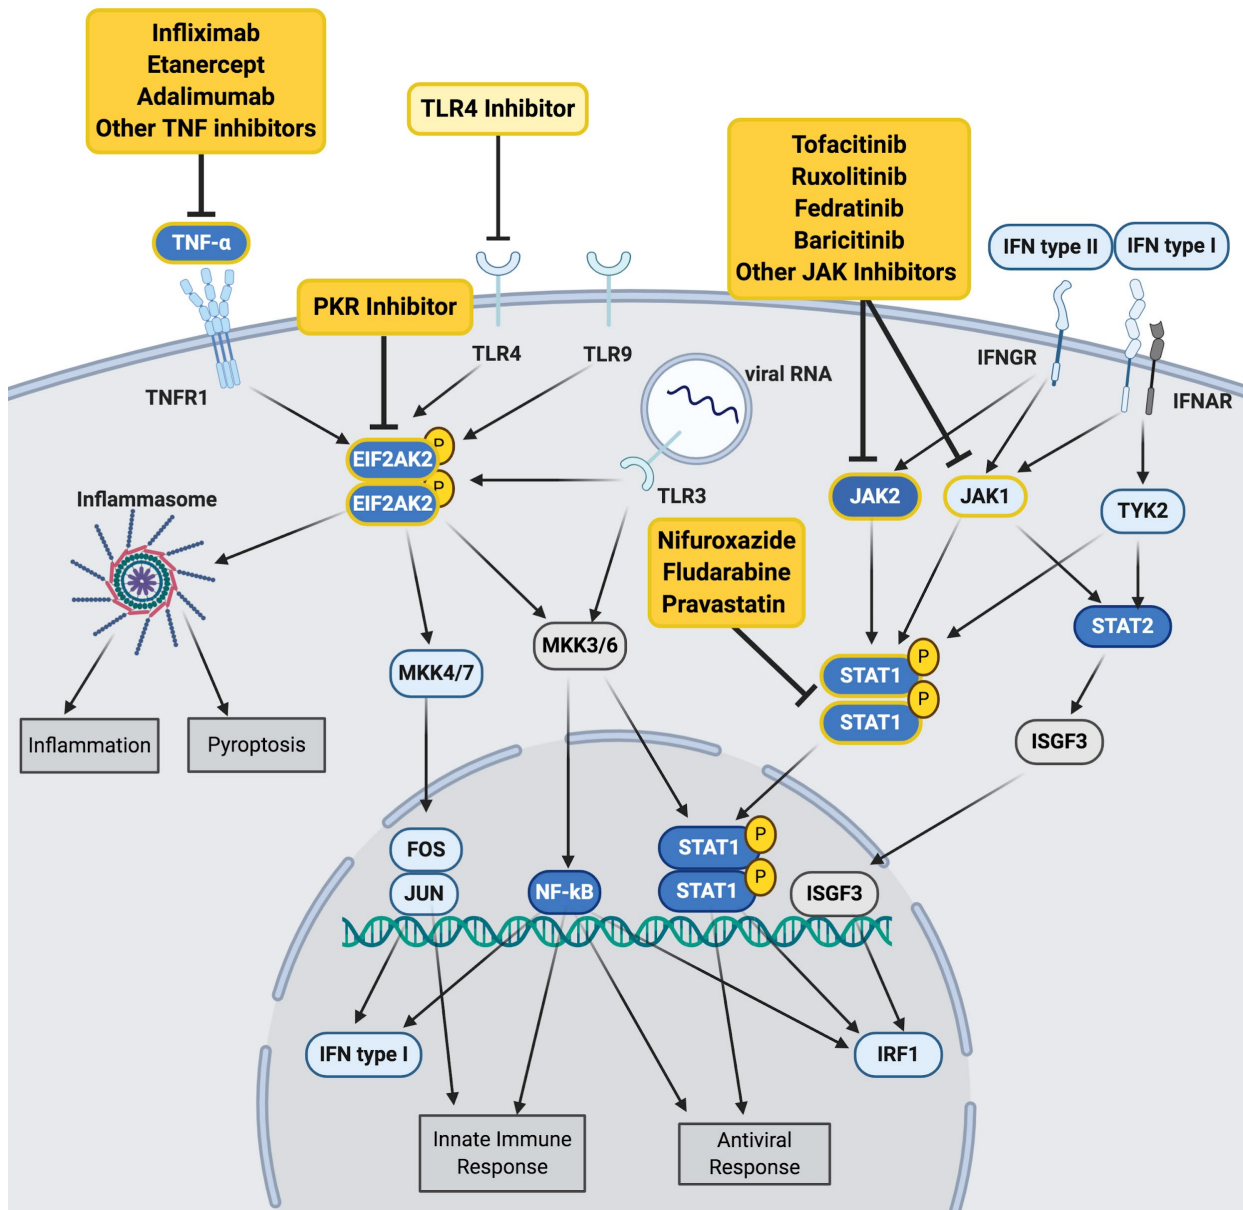 Infliximab
Etanercept
Adalimumab
Other TNF inhibitors
TLR4 Inhibitor
Tofacitinib
Ruxolitinib
Fedratinib
Baricitinib
Other JAK Inhibitors
TNF-α
IFN type II
IFN type I
PKR Inhibitor
TLR4
TLR9
IFNGR
viral RNA
TNFR1
IFNAR
P
EIF2AK2
P
EIF2AK2
TLR3
JAK2
JAK1
TYK2
Inflammasome
Nifuroxazide
Fludarabine
Pravastatin
MKK3/6
STAT2
MKK4/7
P
STAT1
P
STAT1
Inflammation
Pyroptosis
ISGF3
FOS
JUN
NF-kB
P
STAT1
P
STAT1
ISGF3
IFN type I
IRF1
Innate Immune
Response
Antiviral
Response